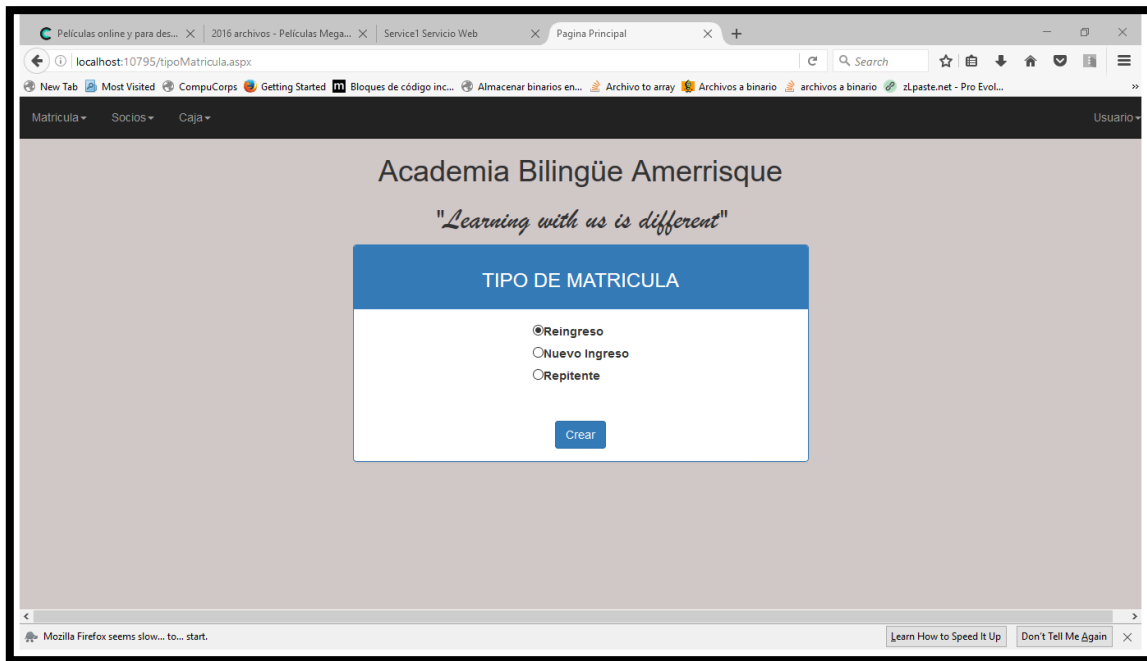 Películas online y para des...
2016 archivos - Películas Mega...
Service1 Servicio Web
Pagina Principal
localhost:10795/tipoMatricula.aspx
Search
New Tab Most Visited CompuCorps Getting Started Bloques de código inc... Almacenar binarios en... Archivo to array Archivos a binario archivos a binario zLpaste.net - Pro Evol...
Matricula Socios Caja Usuario
Academia Bilingüe Amerrisque
"Learning with us is different"
TIPO DE MATRICULA
Reingreso
Nuevo Ingreso
Repitente
Crear
Mozilla Firefox seems slow... to... start.
Learn How to Speed It Up
Don't Tell Me Again